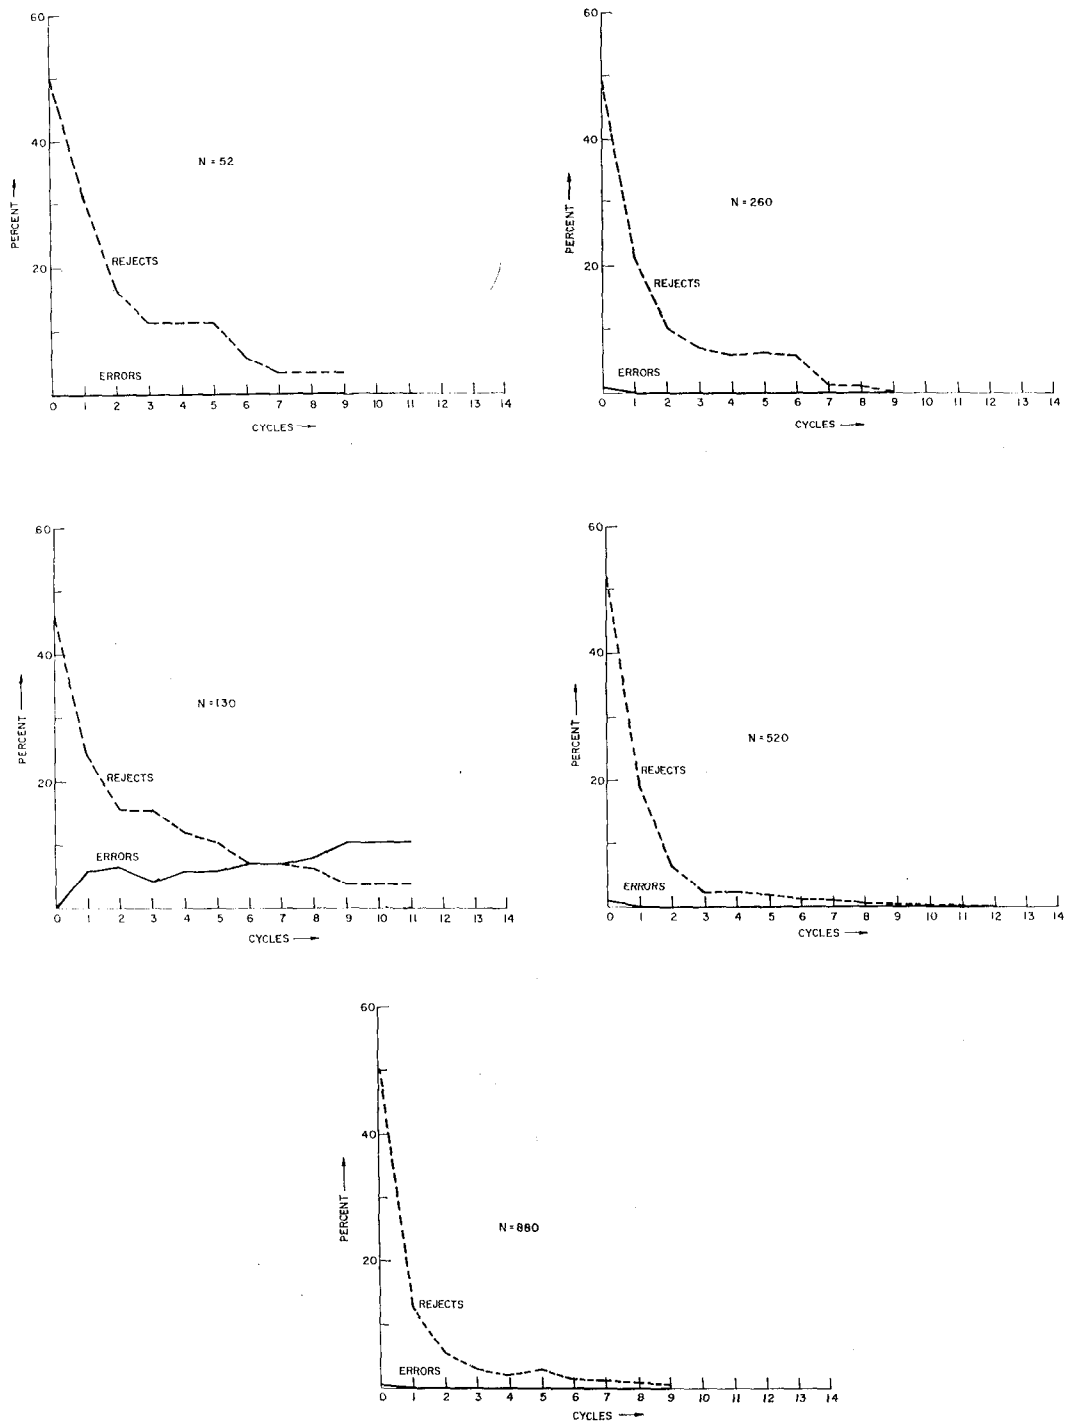 60
40
20
PERCENT
N = 52
REJECTS
ERRORS
0 1 2 3 4 5 6 7 8 9 10 11 12 13 14
CYCLES
60
40
20
PERCENT
N = 260
REJECTS
ERRORS
0 1 2 3 4 5 6 7 8 9 10 11 12 13 14
CYCLES
60
40
20
PERCENT
N = 130
REJECTS
ERRORS
0 1 2 3 4 5 6 7 8 9 10 11 12 13 14
CYCLES
60
40
20
PERCENT
N = 520
REJECTS
ERRORS
0 1 2 3 4 5 6 7 8 9 10 11 12 13 14
CYCLES
60
40
20
PERCENT
N = 880
REJECTS
ERRORS
0 1 2 3 4 5 6 7 8 9 10 11 12 13 14
CYCLES